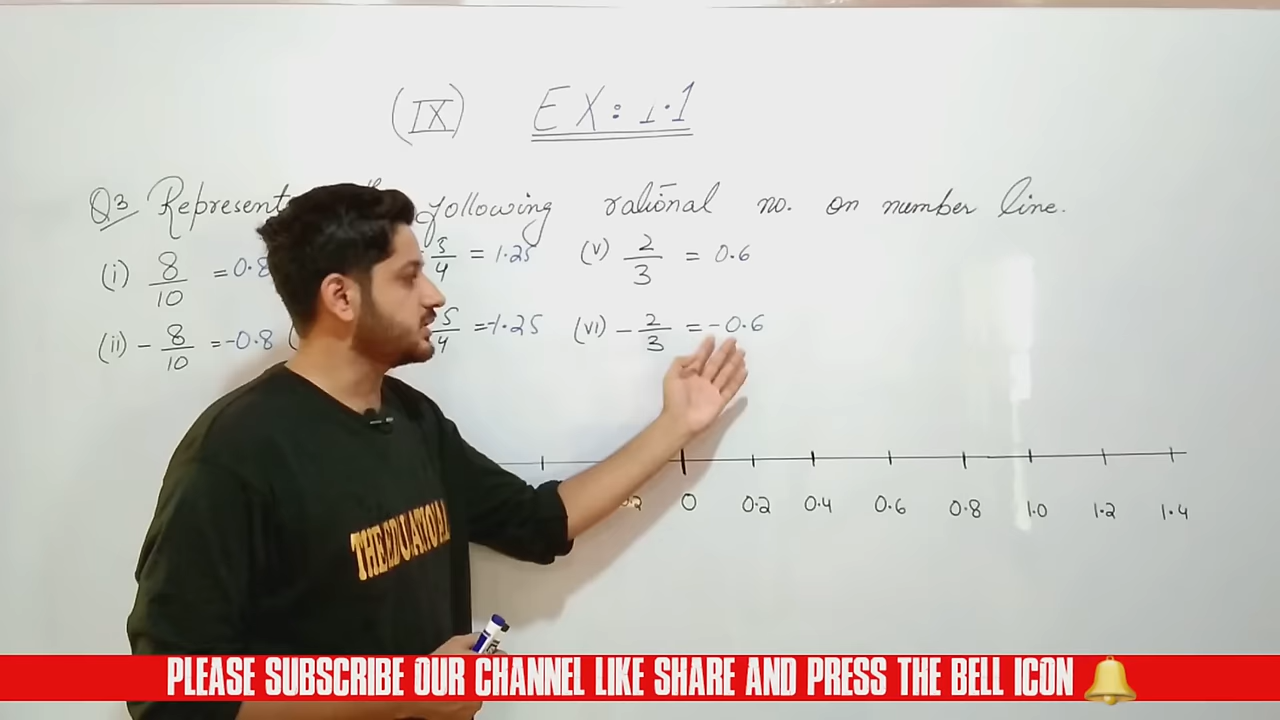 (IX) EX: 1.1
Q3 Represent following rational no. on number line.
(i) 8/10 = 0.8 5/4 = 1.25 (v) 2/3 = 0.6
(ii) - 8/10 = -0.8 5/4 = -1.25 (vi) - 2/3 = -0.6
0 0.2 0.4 0.6 0.8 1.0 1.2 1.4
THE EDUATIONAL
PLEASE SUBSCRIBE OUR CHANNEL LIKE SHARE AND PRESS THE BELL ICON